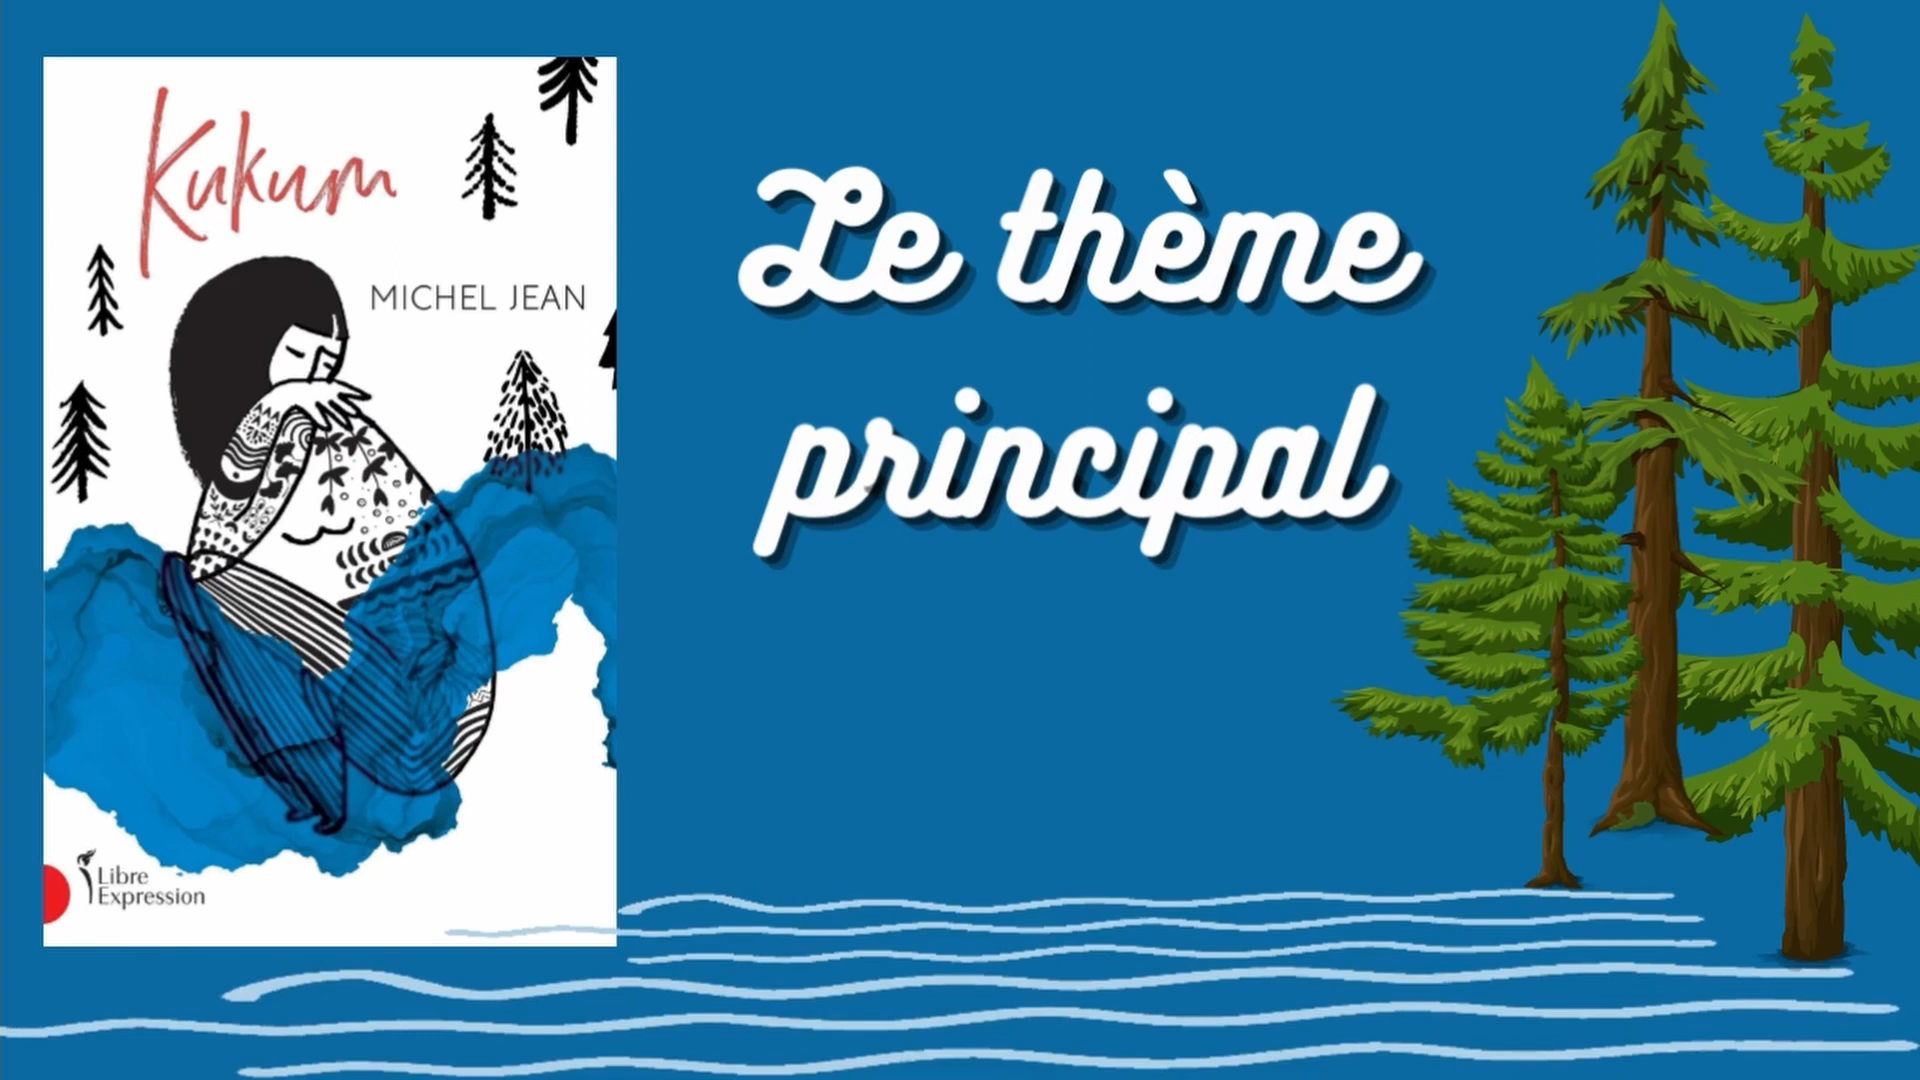 Kukum
MICHEL JEAN
Libre
Expression
Le thème
principal